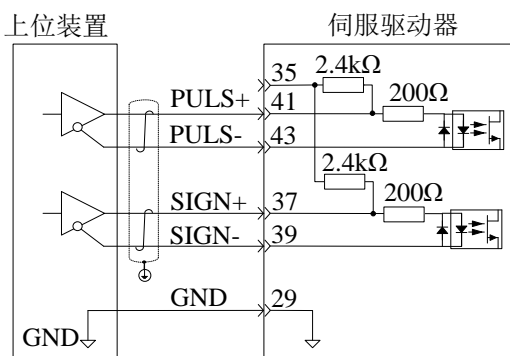 上位装置
伺服驱动器
35
2.4kΩ
PULS+
41
200Ω
PULS-
43
2.4kΩ
SIGN+
37
200Ω
SIGN-
39
GND
29
GND